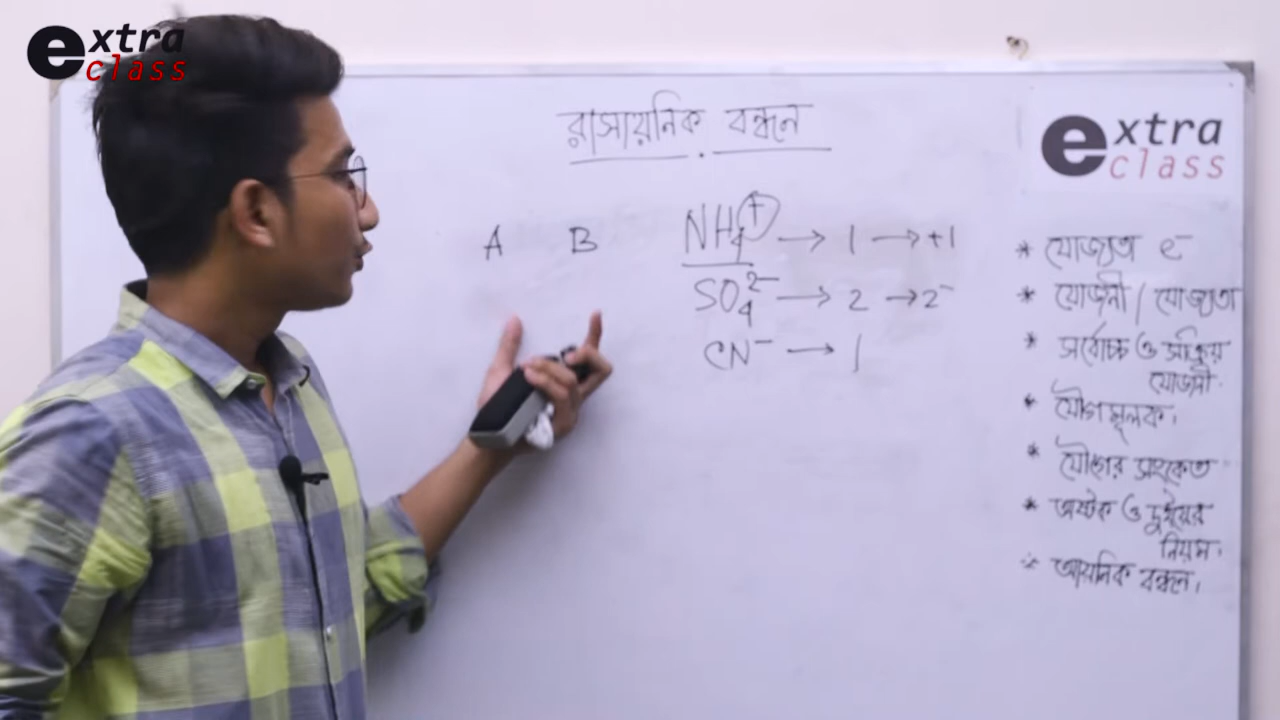 extra
class
রাসায়নিক বন্ধন
extra
class
A B
NH₄⁺ → 1 → +1
SO₄²⁻ → 2 → 2⁻
CN⁻ → 1
* যোজ্যতা e⁻
* যোজনী / যোজ্যতা
* সর্বোচ্চ ও সক্রিয়
যোজনী.
* যৌগমূলক।
* যৌগের সংকেত
* অষ্টক ও দুইয়ের
নিয়ম.
* আয়নিক বন্ধন।